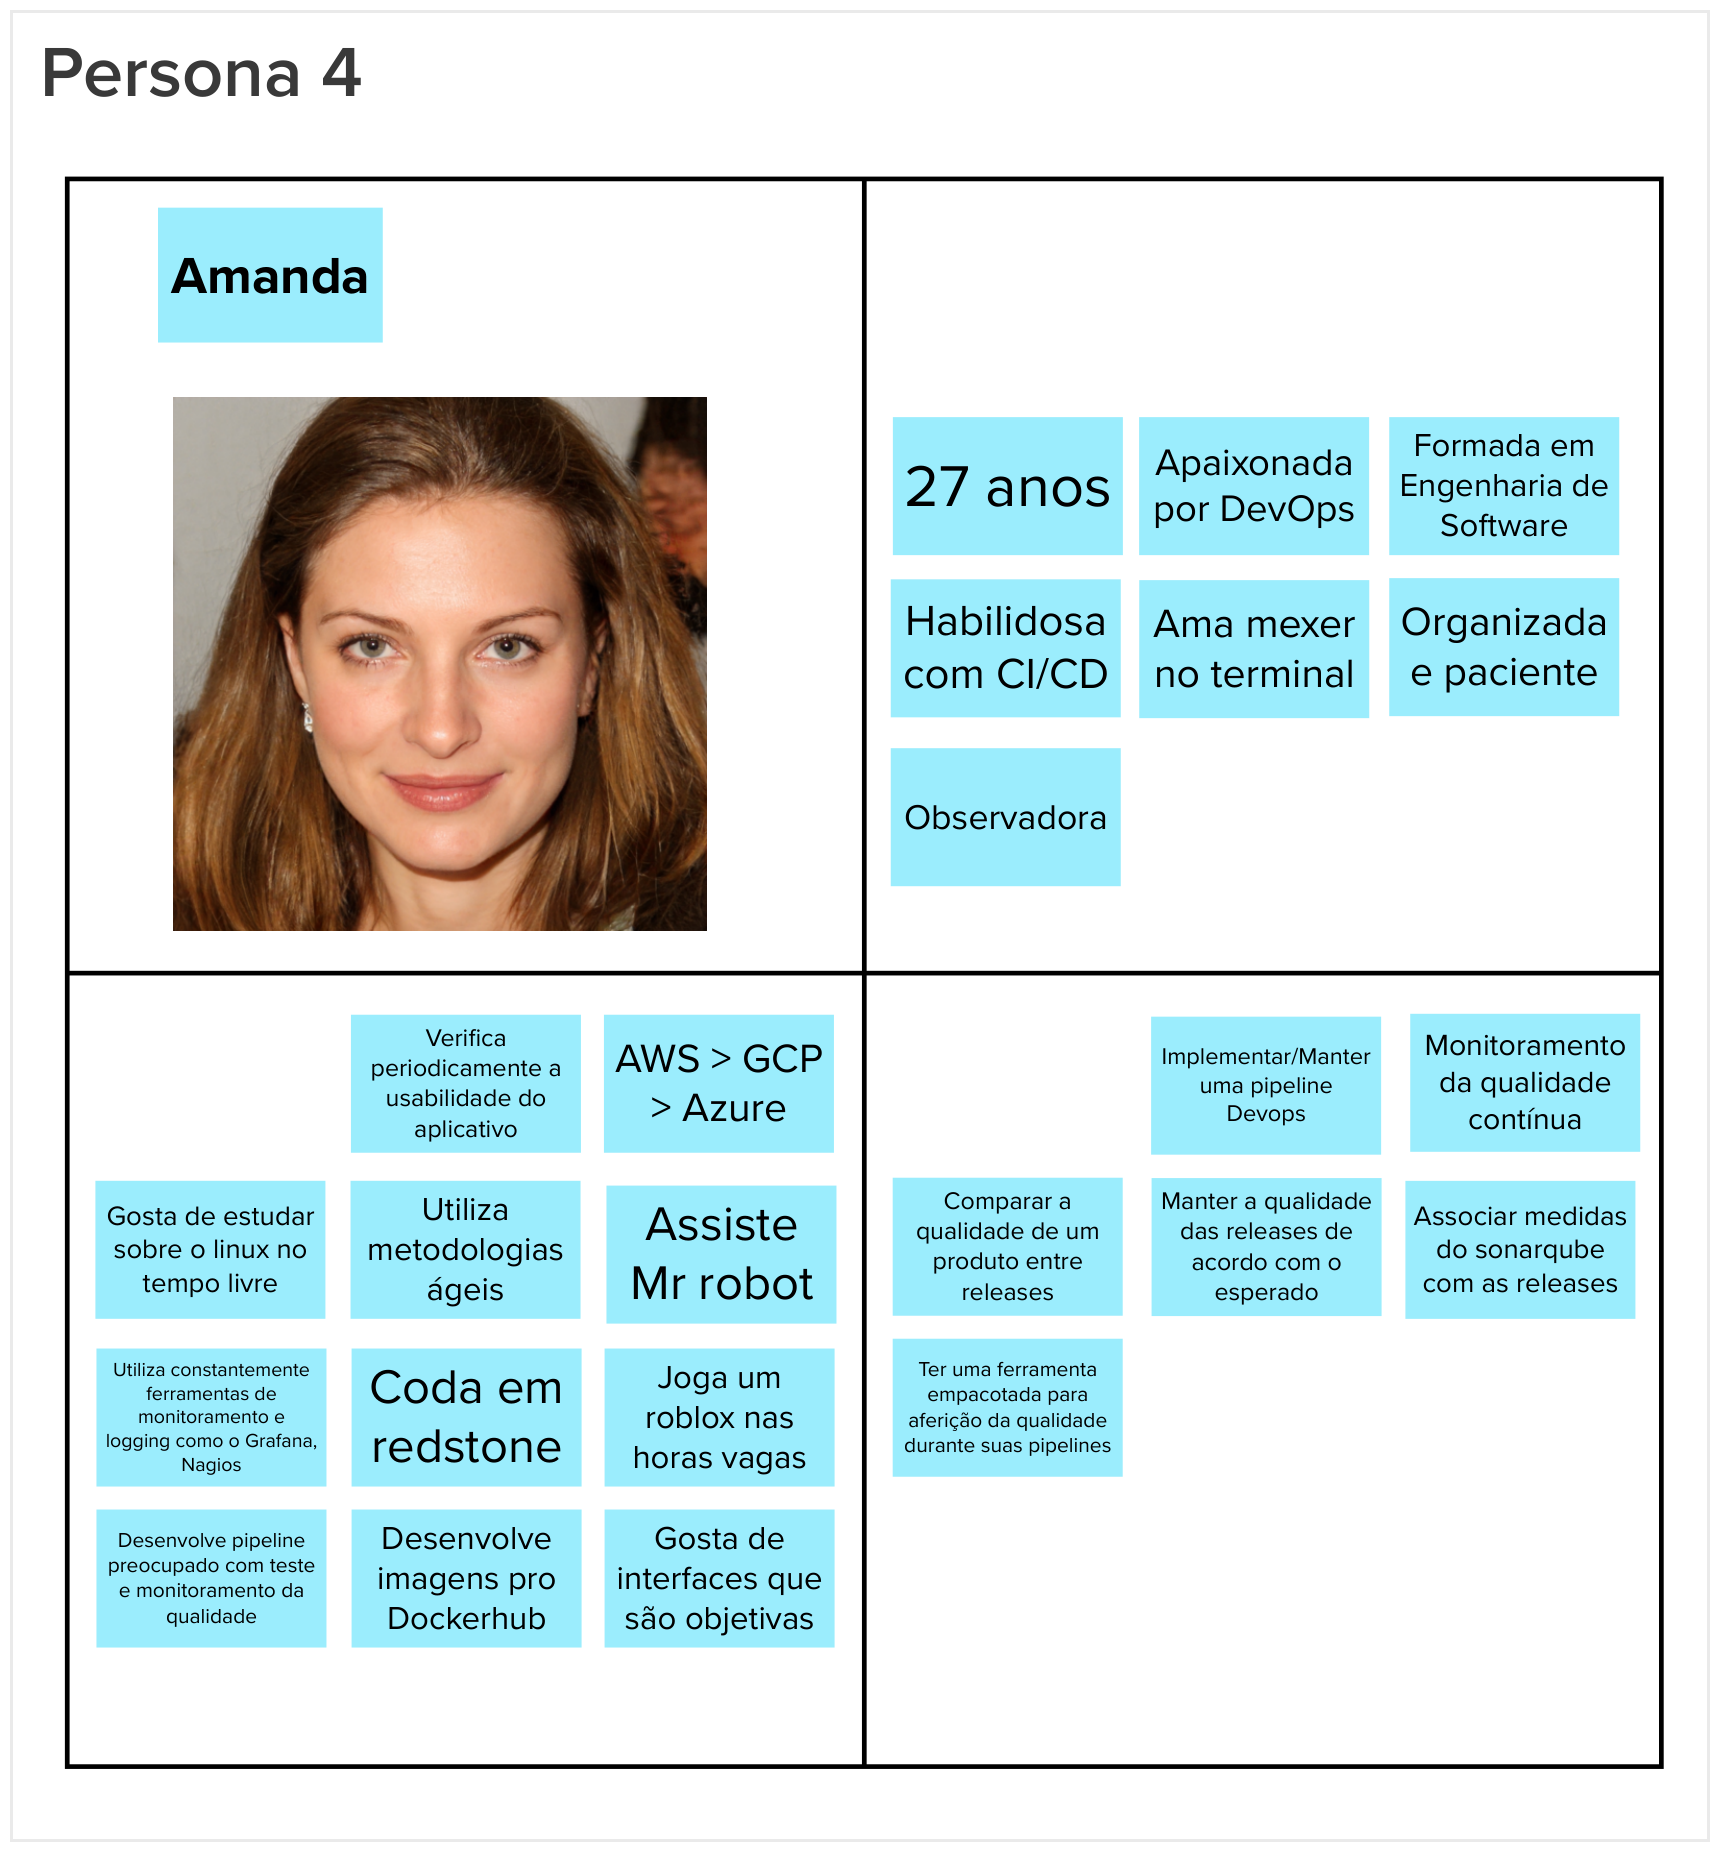 Persona 4
Amanda
27 anos
Apaixonada
por DevOps
Formada em
Engenharia de
Software
Habilidosa
com CI/CD
Ama mexer
no terminal
Organizada
e paciente
Observadora
Verifica
periodicamente a
usabilidade do
aplicativo
AWS > GCP
> Azure
Gosta de estudar
sobre o linux no
tempo livre
Utiliza
metodologias
ágeis
Assiste
Mr robot
Utiliza constantemente
ferramentas de
monitoramento e
logging como o Grafana,
Nagios
Coda em
redstone
Joga um
roblox nas
horas vagas
Desenvolve pipeline
preocupado com teste
e monitoramento da
qualidade
Desenvolve
imagens pro
Dockerhub
Gosta de
interfaces que
são objetivas
Implementar/Manter
uma pipeline
Devops
Monitoramento
da qualidade
contínua
Comparar a
qualidade de um
produto entre
releases
Manter a qualidade
das releases de
acordo com o
esperado
Associar medidas
do sonarqube
com as releases
Ter uma ferramenta
empacotada para
aferição da qualidade
durante suas pipelines